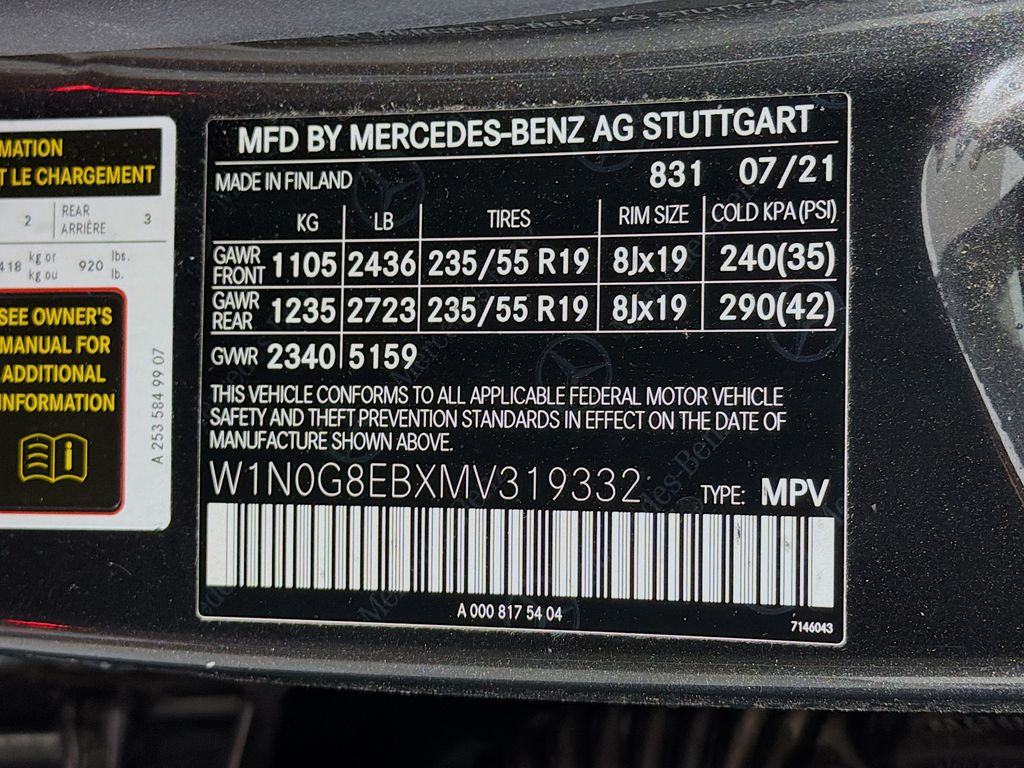 MATION
T LE CHARGEMENT
2 REAR ARRIÈRE 3
418 kg or kg ou 920 lbs. lb.
SEE OWNER'S
MANUAL FOR
ADDITIONAL
INFORMATION
A 253 584 99 07
MFD BY MERCEDES-BENZ AG STUTTGART
MADE IN FINLAND 831 07/21
KG LB TIRES RIM SIZE COLD KPA(PSI)
GAWR FRONT 1105 2436 235/55 R19 8Jx19 240(35)
GAWR REAR 1235 2723 235/55 R19 8Jx19 290(42)
GVWR 2340 5159
THIS VEHICLE CONFORMS TO ALL APPLICABLE FEDERAL MOTOR VEHICLE
SAFETY AND THEFT PREVENTION STANDARDS IN EFFECT ON THE DATE OF
MANUFACTURE SHOWN ABOVE.
W1N0G8EBXMV319332 TYPE: MPV
A 000 817 54 04
7146043